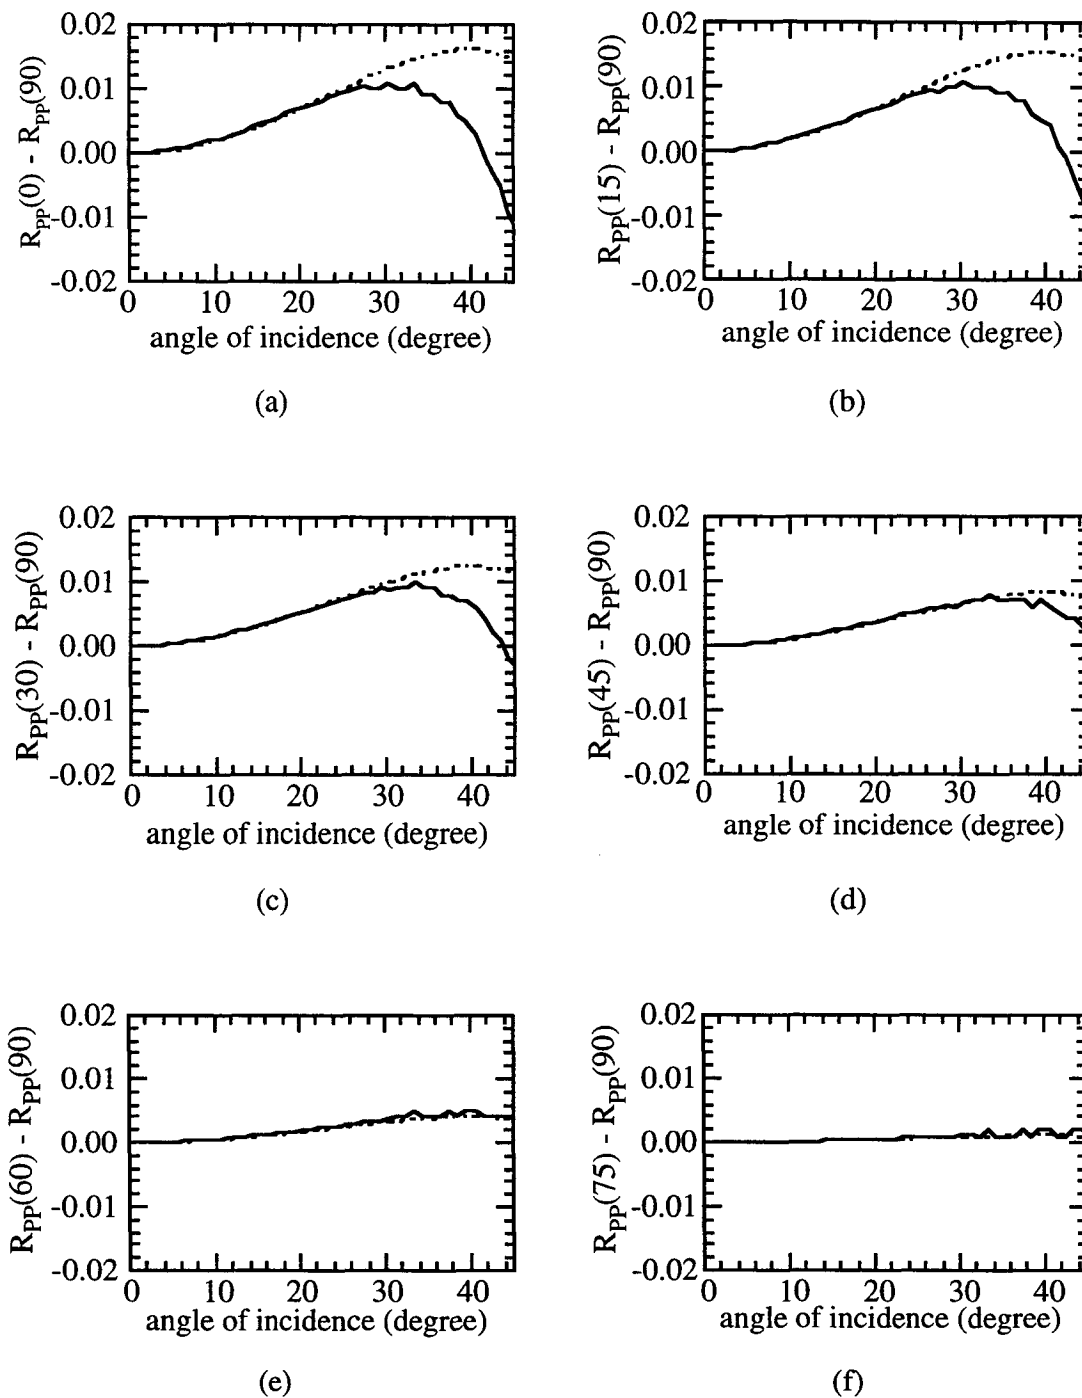 R_PP(0) - R_PP(90)
0.02
0.01
0.00
-0.01
-0.02
0 10 20 30 40
angle of incidence (degree)
(a)
R_PP(15) - R_PP(90)
0.02
0.01
0.00
-0.01
-0.02
0 10 20 30 40
angle of incidence (degree)
(b)
R_PP(30) - R_PP(90)
0.02
0.01
0.00
-0.01
-0.02
0 10 20 30 40
angle of incidence (degree)
(c)
R_PP(45) - R_PP(90)
0.02
0.01
0.00
-0.01
-0.02
0 10 20 30 40
angle of incidence (degree)
(d)
R_PP(60) - R_PP(90)
0.02
0.01
0.00
-0.01
-0.02
0 10 20 30 40
angle of incidence (degree)
(e)
R_PP(75) - R_PP(90)
0.02
0.01
0.00
-0.01
-0.02
0 10 20 30 40
angle of incidence (degree)
(f)